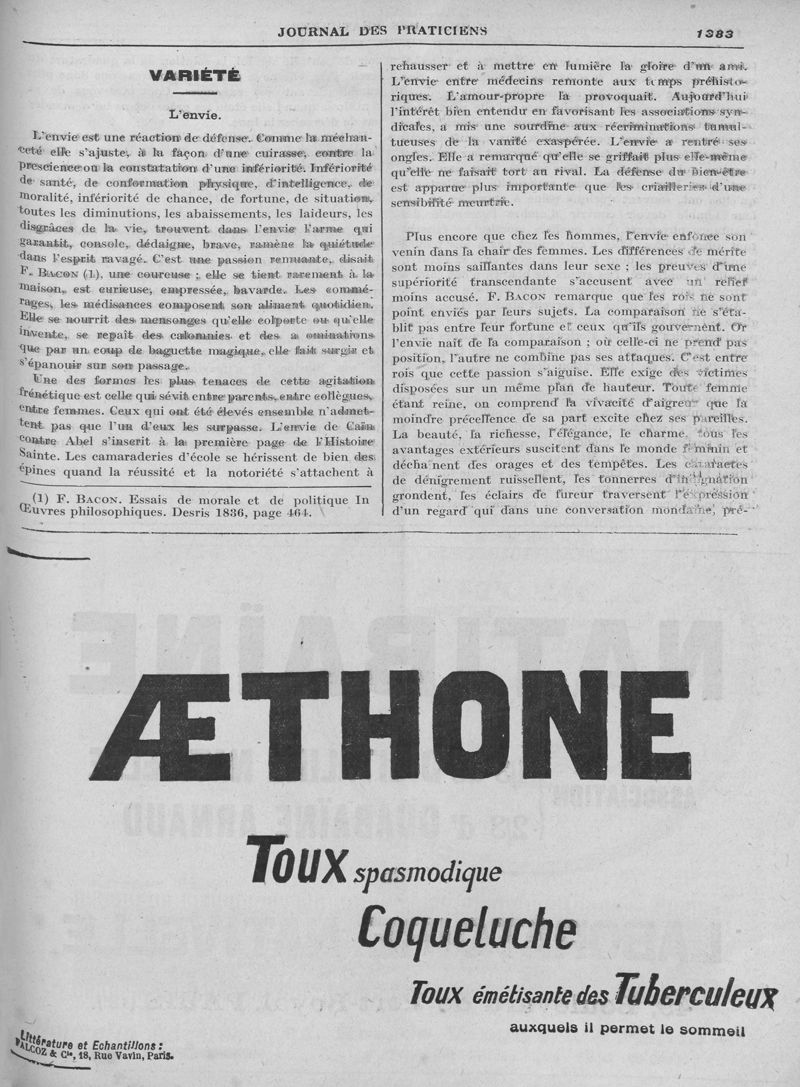 JOURNAL DES PRATICIENS 1383
VARIÉTÉ
L'envie.
L'envie est une réaction de défense. Comme la méchan-
ceté elle s'ajuste, à la façon d'une cuirasse, contre la
prescience ou la constatation d'une infériorité. Infériorité
de santé, de conformation physique, d'intelligence, de
moralité, infériorité de chance, de fortune, de situation,
toutes les diminutions, les abaissements, les laideurs, les
disgrâces de la vie, trouvent dans l'envie l'arme qui
garantit, console, dédaigne, brave, ramène la quiétude
dans l'esprit ravagé. C'est une passion remuante, disait
F. BACON (1), une coureuse ; elle se tient rarement à la
maison, est curieuse, empressée, bavarde. Les commé-
rages, les médisances composent son aliment quotidien.
Elle se nourrit des mensonges qu'elle colporte ou qu'elle
invente, se repaît des calomnies et des a ominations
que par un coup de baguette magique, elle fait surgir et
s'épanouir sur son passage.
Une des formes les plus tenaces de cette agitation
frénétique est celle qui sévit entre parents, entre collègues,
entre femmes. Ceux qui ont été élevés ensemble n'admet-
tent pas que l'un d'eux les surpasse. L'envie de Caïn
contre Abel s'inserit à la première page de l'Histoire
Sainte. Les camaraderies d'école se hérissent de bien des
épines quand la réussite et la notoriété s'attachent à
(1) F. BACON. Essais de morale et de politique In
Œuvres philosophiques. Desris 1836, page 464.
rehausser et à mettre en lumière la gloire d'un ami.
L'envie entre médecins remonte aux temps préhisto-
riques. L'amour-propre la provoquait. Aujourd'hui
l'intérêt bien entendu en favorisant les associations syn-
dicales, a mis une sourdine aux récriminations tumul-
tueuses de la vanité exaspérée. L'envie a rentré ses
ongles. Elle a remarqué qu'elle se griffait plus elle-même
qu'elle ne faisait tort au rival. La défense du bien-être
est apparue plus importante que les criailleries d'une
sensibilité meurtrie.
Plus encore que chez les hommes, l'envie enfonce son
venin dans la chair des femmes. Les différences de mérite
sont moins saillantes dans leur sexe ; les preuves d'une
supériorité transcendante s'accusent avec un relief
moins accusé. F. BACON remarque que les rois ne sont
point enviés par leurs sujets. La comparaison ne s'éta-
blit pas entre leur fortune et ceux qu'ils gouvernent. Or
l'envie naît de la comparaison ; où celle-ci ne prend pas
position, l'autre ne combine pas ses attaques. C'est entre
rois que cette passion s'aiguise. Elle exige des victimes
disposées sur un même plan de hauteur. Toute femme
étant reine, on comprend la vivacité d'aigreur que la
moindre précellence de sa part excite chez ses pareilles.
La beauté, la richesse, l'élégance, le charme, tous les
avantages extérieurs suscitent dans le monde féminin et
déchaînent des orages et des tempêtes. Les cataractes
de dénigrement ruissellent, les tonnerres d'indignation
grondent, les éclairs de fureur traversent l'expression
d'un regard qui dans une conversation mondaine, pré-
ÆTHONE
Toux spasmodique
Coqueluche
Toux émétisante des Tuberculeux
auxquels il permet le sommeil
Littérature et Echantillons :
FALCOZ & Cie, 18, Rue Vavin, Paris.